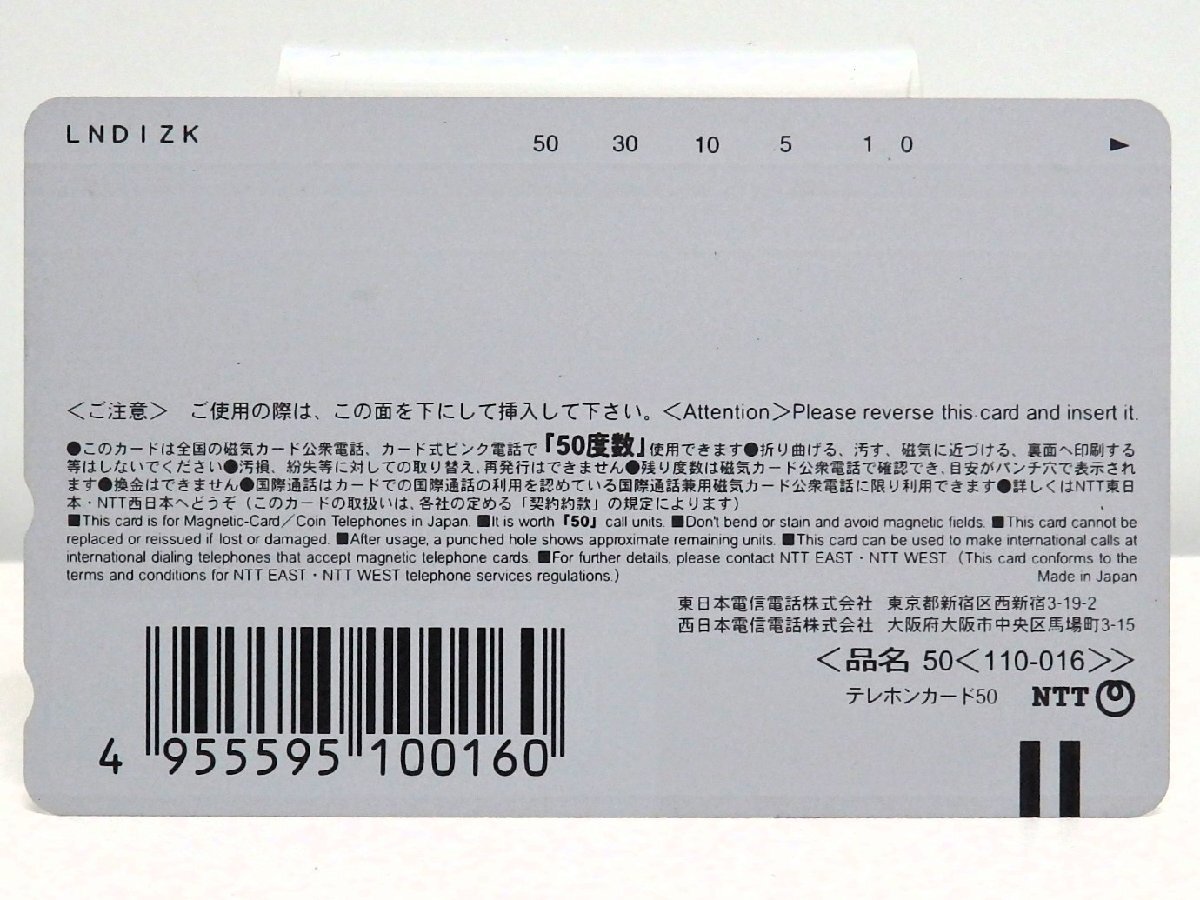 LNDIZK
50 30 10 5 1 0 ▶
<ご注意> ご使用の際は、この面を下にして挿入して下さい。<Attention>Please reverse this card and insert it.
●このカードは全国の磁気カード公衆電話、カード式ピンク電話で『50度数』使用できます●折り曲げる、汚す、磁気に近づける、裏面へ印刷する
等はしないでください●汚損、紛失等に対しての取り替え、再発行はできません●残り度数は磁気カード公衆電話で確認でき、目安がパンチ穴で表示され
ます●換金はできません●国際通話はカードでの国際通話の利用を認めている国際通話兼用磁気カード公衆電話に限り利用できます●詳しくはNTT東日
本・NTT西日本へどうぞ(このカードの取扱いは、各社の定める「契約約款」の規定によります)
■This card is for Magnetic-Card／Coin Telephones in Japan. ■It is worth『50』call units. ■Don't bend or stain and avoid magnetic fields. ■This card cannot be
replaced or reissued if lost or damaged. ■After usage, a punched hole shows approximate remaining units. ■This card can be used to make international calls at
international dialing telephones that accept magnetic telephone cards. ■For further details, please contact NTT EAST・NTT WEST. (This card conforms to the
terms and conditions for NTT EAST・NTT WEST telephone services regulations.) Made in Japan
東日本電信電話株式会社 東京都新宿区西新宿3-19-2
西日本電信電話株式会社 大阪府大阪市中央区馬場町3-15
<品名 50<110-016>>
テレホンカード50 NTT
4 955595 100160